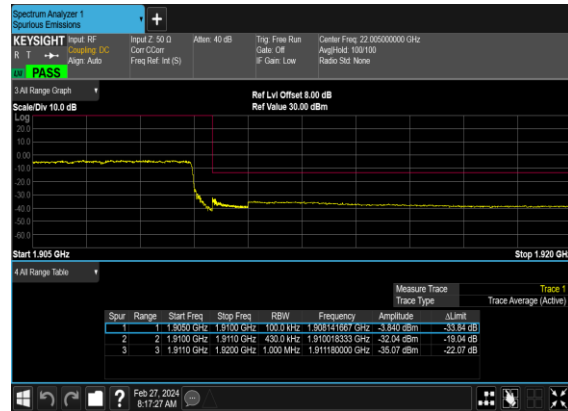 Spectrum Analyzer 1
Spurious Emissions
+
KEYSIGHT
R T
Input: RF
Coupling: DC
Align: Auto
Input Z: 50 Ω
Corr CCorr
Freq Ref: Int (S)
Atten: 40 dB
Trig: Free Run
Gate: Off
IF Gain: Low
Center Freq: 22.005000000 GHz
Avg|Hold: 100/100
Radio Std: None
PASS
3 All Range Graph
Scale/Div 10.0 dB
Ref Lvl Offset 8.00 dB
Ref Value 30.00 dBm
Log
20.0
10.0
0.00
-10.0
-20.0
-30.0
-40.0
-50.0
-60.0
Start 1.905 GHz
Stop 1.920 GH
4 All Range Table
Measure Trace Trace 1
Trace Type Trace Average (Active)
Spur Range Start Freq Stop Freq RBW Frequency Amplitude ΔLimit
1 1 1.9050 GHz 1.9100 GHz 100.0 kHz 1.908141667 GHz -3.840 dBm -33.84 dB
2 2 1.9100 GHz 1.9110 GHz 430.0 kHz 1.910018333 GHz -32.04 dBm -19.04 dB
3 3 1.9110 GHz 1.9200 GHz 1.000 MHz 1.911180000 GHz -35.07 dBm -22.07 dB
?
Feb 27, 2024
8:17:27 AM